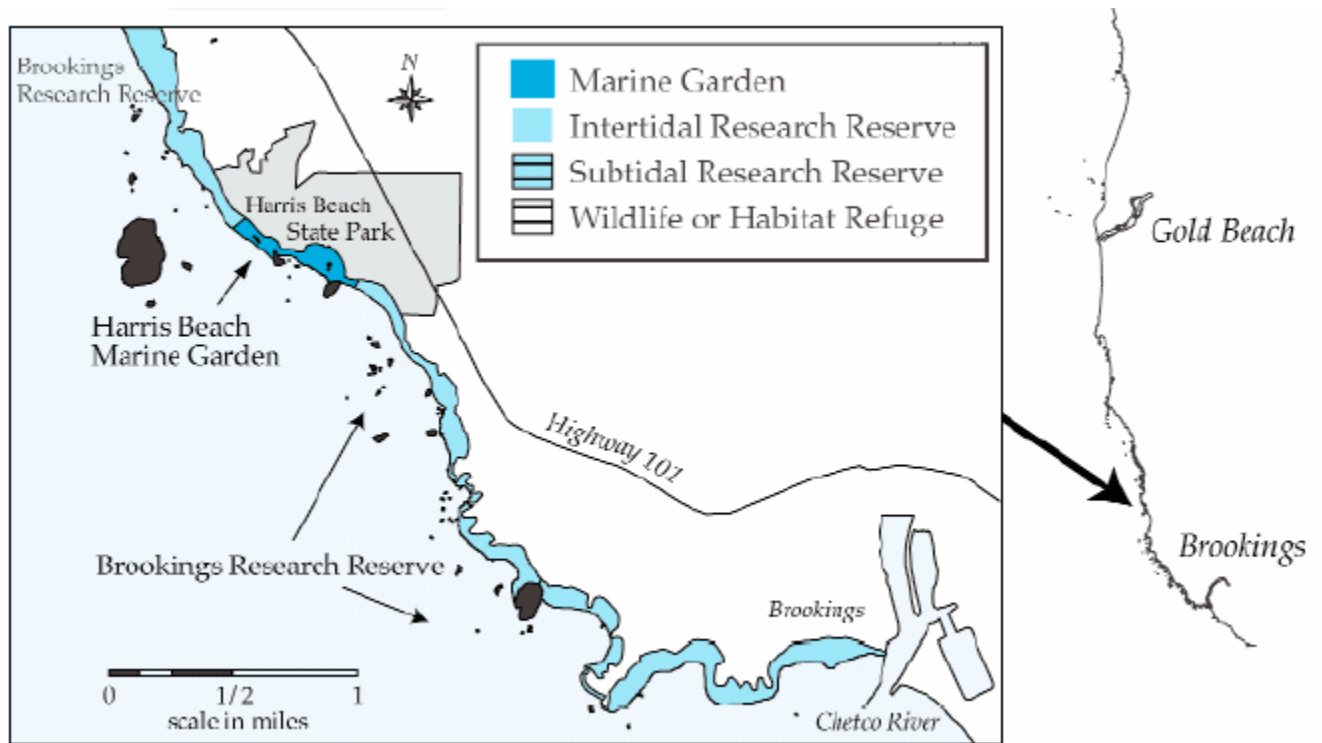 Brookings
Research Reserve
N
Marine Garden
Intertidal Research Reserve
Subtidal Research Reserve
Wildlife or Habitat Refuge
Harris Beach
State Park
Harris Beach
Marine Garden
Highway 101
Brookings Research Reserve
Brookings
Chetco River
0 1/2 1
scale in miles
Gold Beach
Brookings